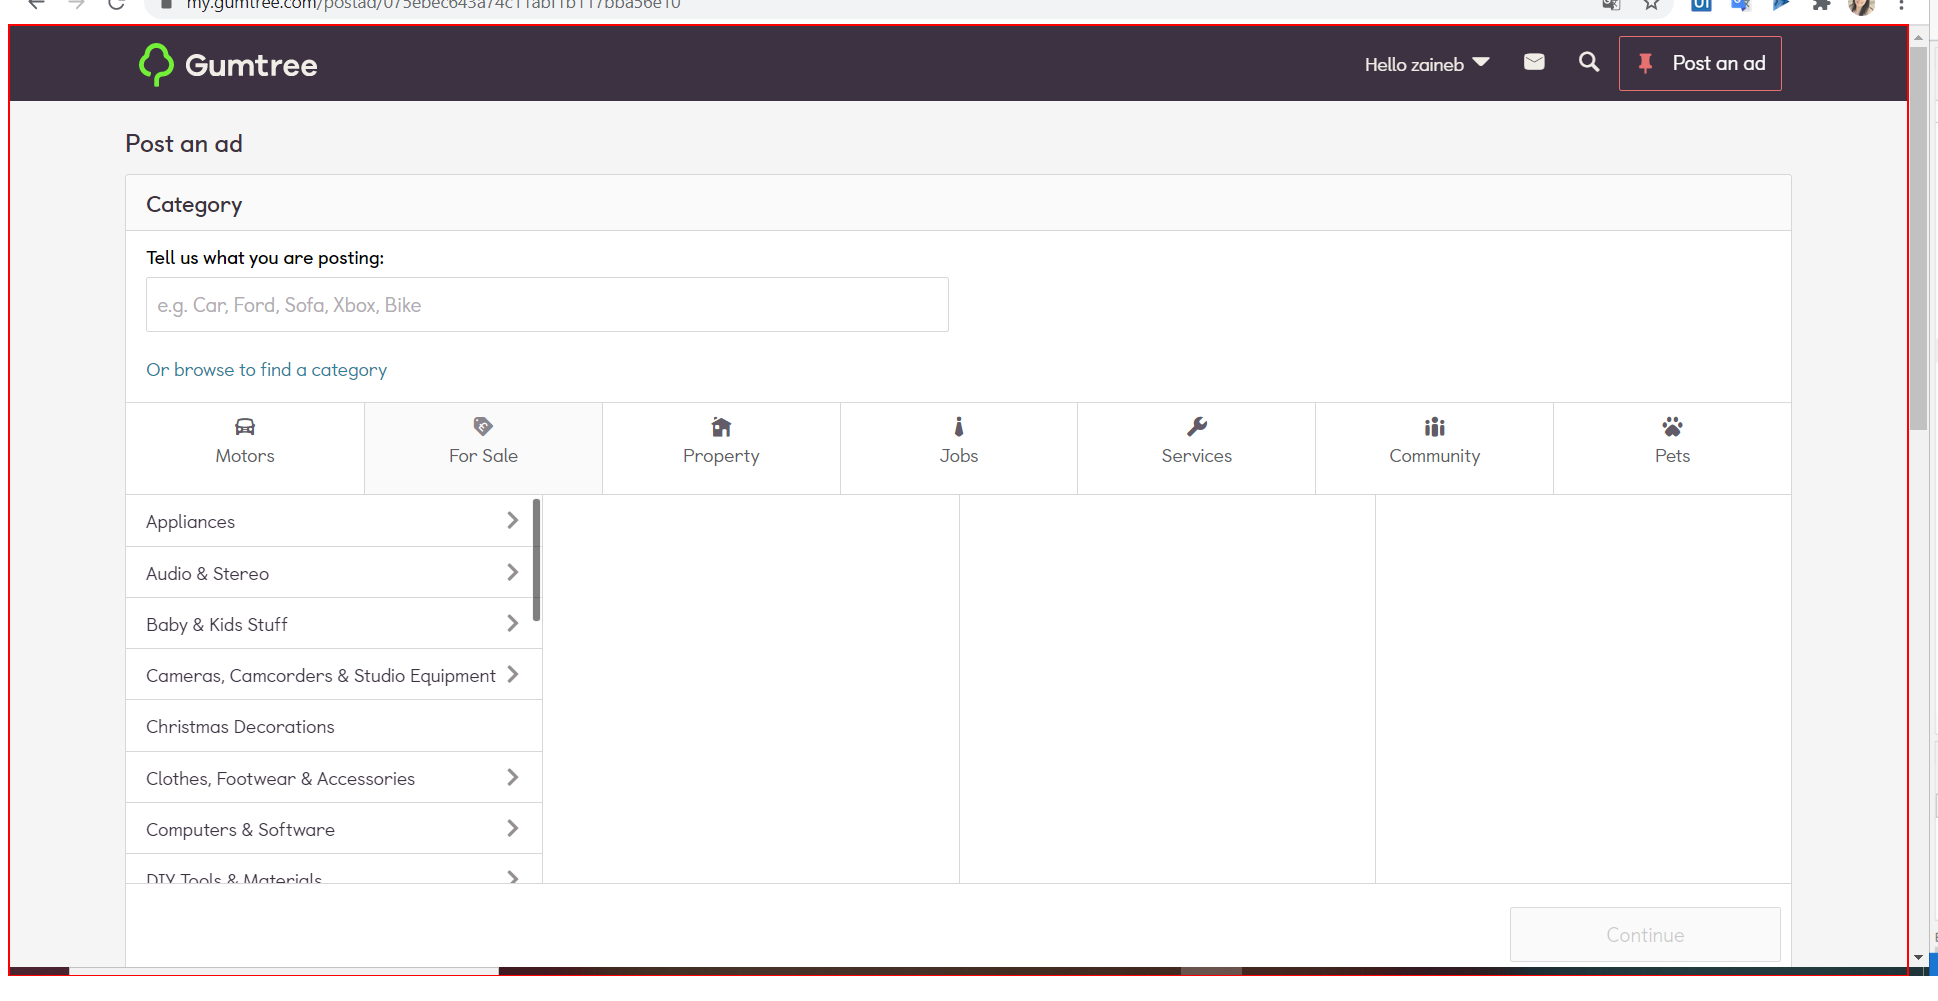 my.gumtree.com/postad/
Gumtree
Hello zaineb
Post an ad
Post an ad
Category
Tell us what you are posting:
e.g. Car, Ford, Sofa, Xbox, Bike
Or browse to find a category
Motors
For Sale
Property
Jobs
Services
Community
Pets
Appliances
Audio & Stereo
Baby & Kids Stuff
Cameras, Camcorders & Studio Equipment
Christmas Decorations
Clothes, Footwear & Accessories
Computers & Software
DIY Tools & Materials
Continue